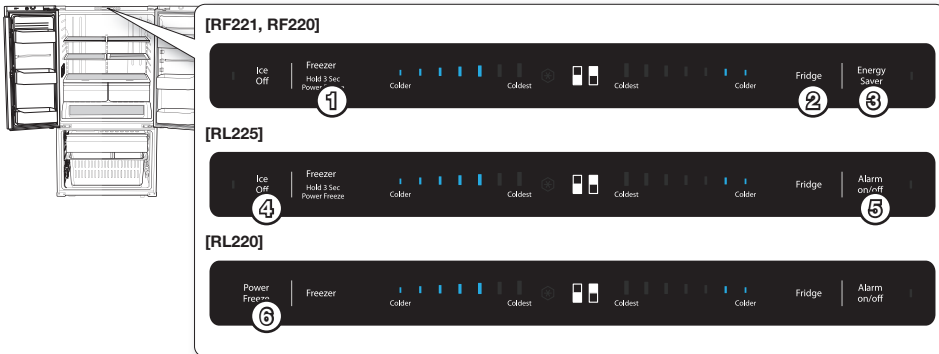 [RF221, RF220]
Ice
Off
Freezer
Hold 3 Sec
Power Freeze
1
Colder
Coldest
Coldest
Colder
Fridge
2
Energy
Saver
3
[RL225]
Ice
Off
4
Freezer
Hold 3 Sec
Power Freeze
Colder
Coldest
Coldest
Colder
Fridge
Alarm
on/off
5
[RL220]
Power
Freeze
6
Freezer
Colder
Coldest
Coldest
Colder
Fridge
Alarm
on/off